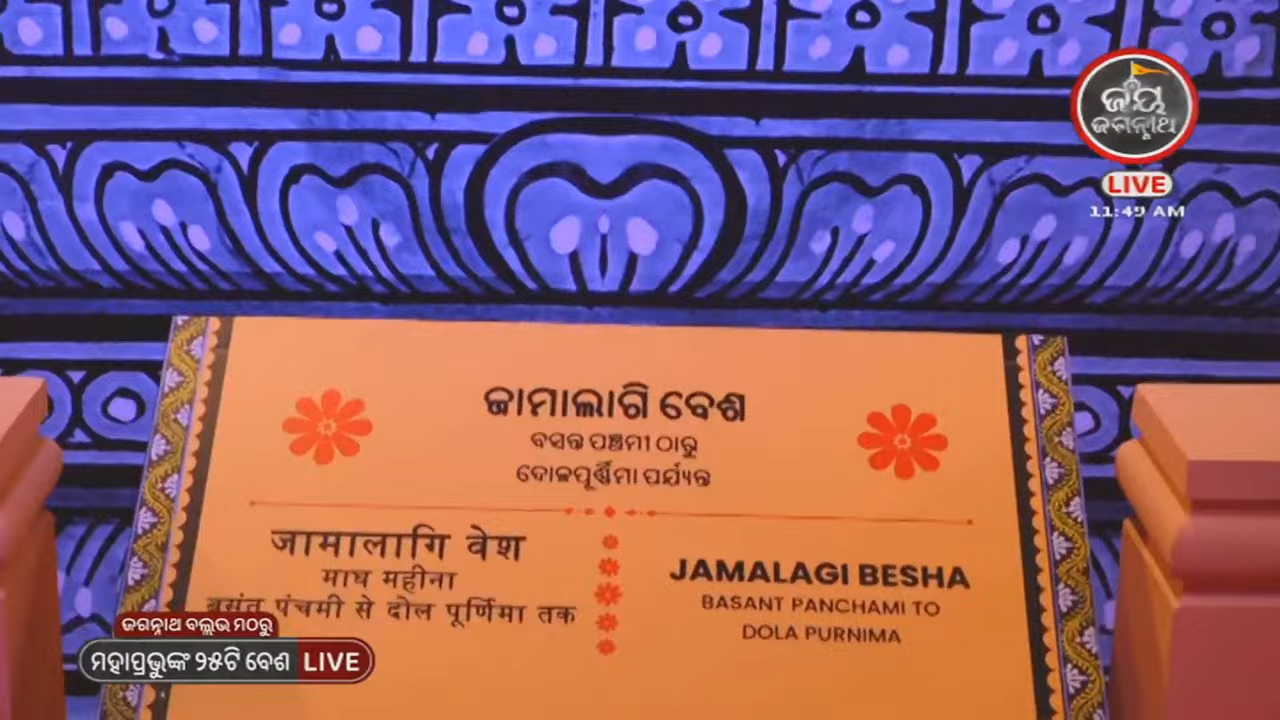 ଜୟ
ଜଗନ୍ନାଥ
LIVE
11:49 AM
ଜାମାଲାଗି ବେଶ
ବସନ୍ତ ପଞ୍ଚମୀ ଠାରୁ
ଦୋଳପୂର୍ଣ୍ଣିମା ପର୍ଯ୍ୟନ୍ତ
जामालागि वेश
माघ महीना
बसंत पंचमी से दोल पूर्णिमा तक
JAMALAGI BESHA
BASANT PANCHAMI TO
DOLA PURNIMA
ଜଗନ୍ନାଥ ବଲ୍ଲଭ ମଠରୁ
ମହାପ୍ରଭୁଙ୍କ ୨୫ଟି ବେଶ LIVE